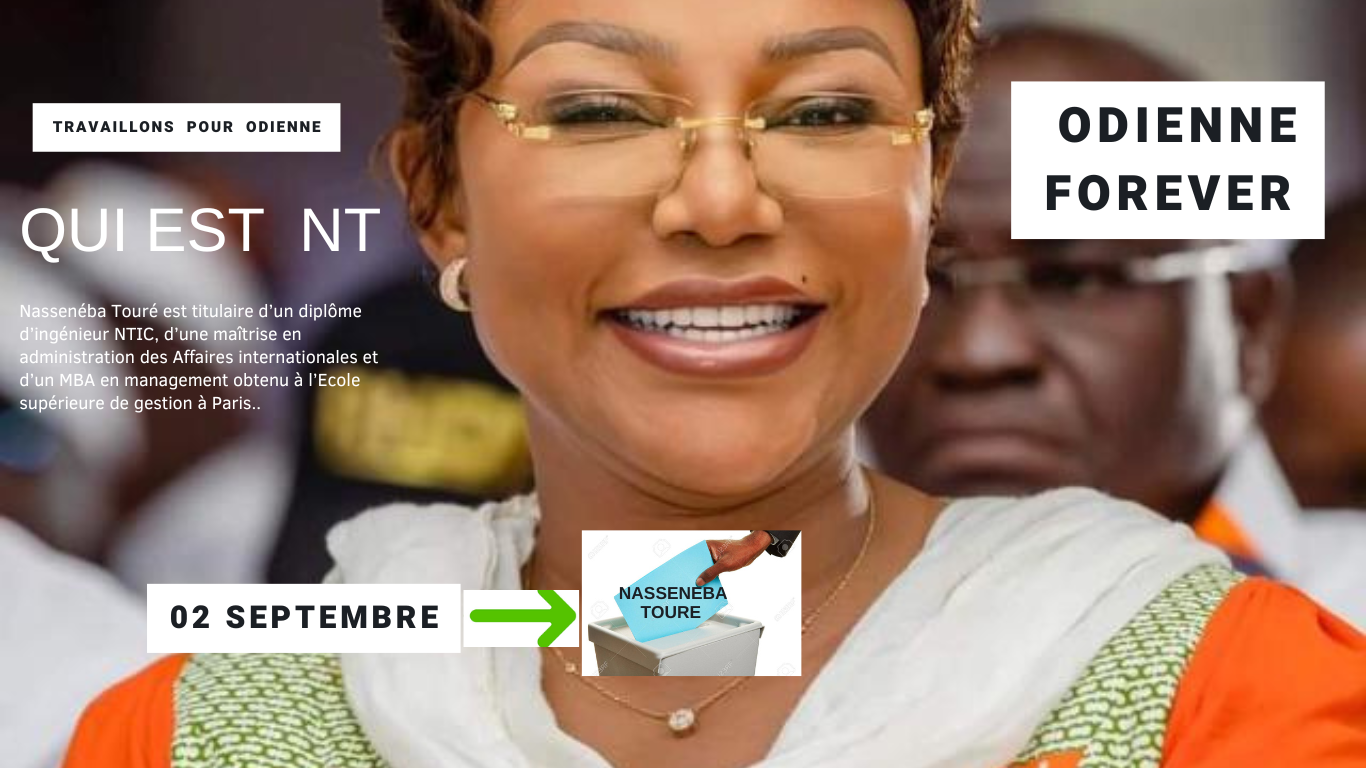 TRAVAILLONS POUR ODIENNE
QUI EST NT
Nassenéba Touré est titulaire d’un diplôme
d’ingénieur NTIC, d’une maîtrise en
administration des Affaires internationales et
d’un MBA en management obtenu à l’Ecole
supérieure de gestion à Paris..
ODIENNE
FOREVER
02 SEPTEMBRE
NASSENEBA
TOURE